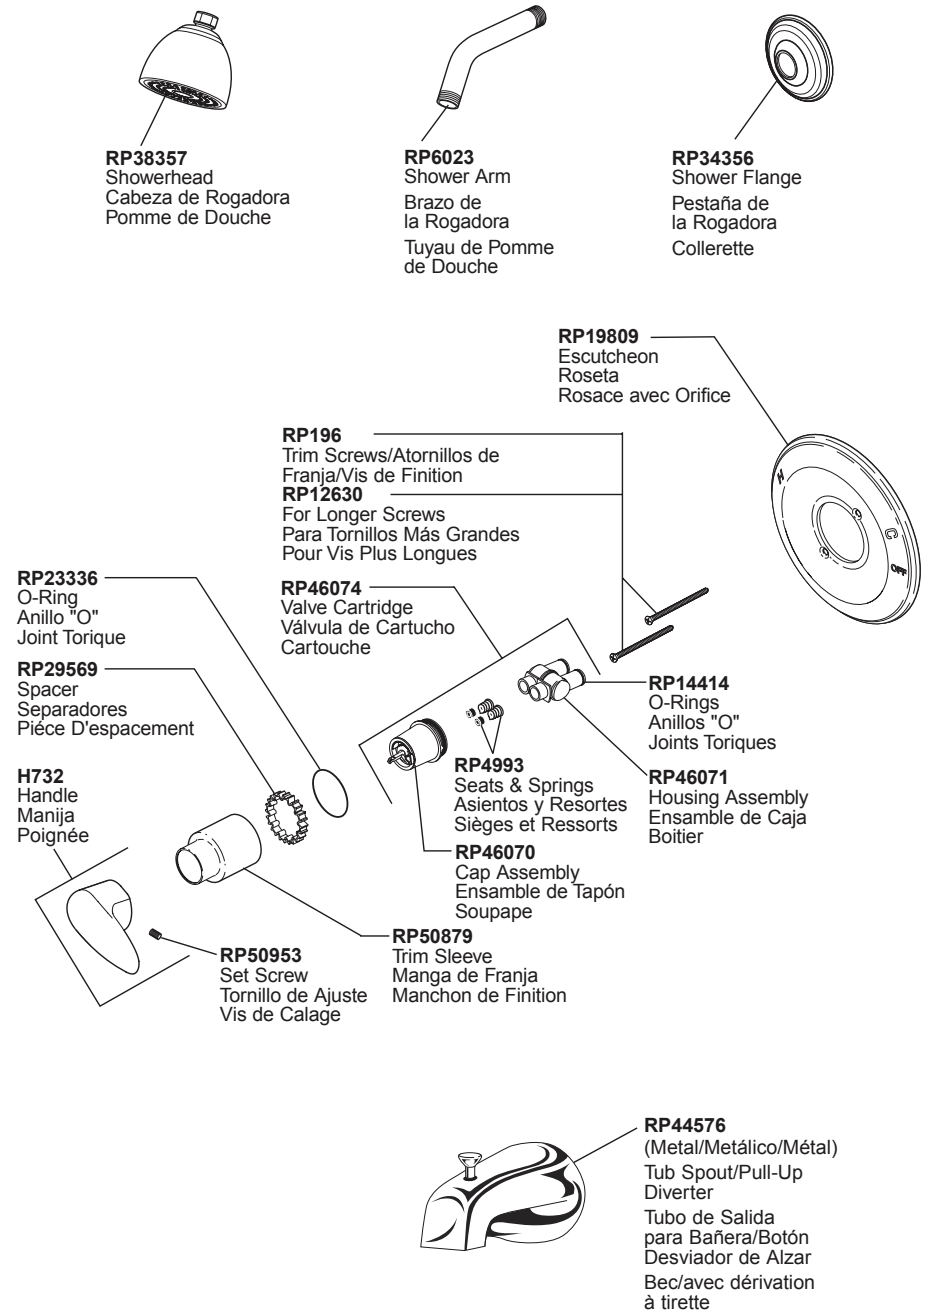 RP38357
Showerhead
Cabeza de Rogadora
Pomme de Douche
RP6023
Shower Arm
Brazo de
la Rogadora
Tuyau de Pomme
de Douche
RP34356
Shower Flange
Pestaña de
la Rogadora
Collerette
RP19809
Escutcheon
Roseta
Rosace avec Orifice
H
C
OFF
RP196
Trim Screws/Atornillos de
Franja/Vis de Finition
RP12630
For Longer Screws
Para Tornillos Más Grandes
Pour Vis Plus Longues
RP23336
O-Ring
Anillo "O"
Joint Torique
RP46074
Valve Cartridge
Válvula de Cartucho
Cartouche
RP29569
Spacer
Separadores
Piéce D'espacement
RP14414
O-Rings
Anillos "O"
Joints Toriques
RP4993
Seats & Springs
Asientos y Resortes
Sièges et Ressorts
RP46071
Housing Assembly
Ensamble de Caja
Boitier
H732
Handle
Manija
Poignée
RP46070
Cap Assembly
Ensamble de Tapón
Soupape
RP50879
Trim Sleeve
Manga de Franja
Manchon de Finition
RP50953
Set Screw
Tornillo de Ajuste
Vis de Calage
RP44576
(Metal/Metálico/Métal)
Tub Spout/Pull-Up
Diverter
Tubo de Salida
para Bañera/Botón
Desviador de Alzar
Bec/avec dérivation
à tirette